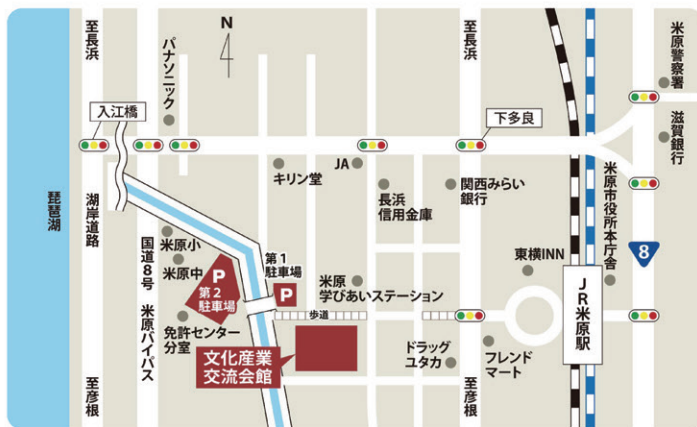 至長浜
N
パナソニック
至長浜
米原警察署
入江橋
下多良
滋賀銀行
琵琶湖
湖岸道路
キリン堂
JA
長浜
信用金庫
関西みらい
銀行
米原市役所本庁舎
国道8号 米原バイパス
米原小
米原中
P
第2
駐車場
第1
駐車場
P
米原
学びあいステーション
東横INN
JR米原駅
8
歩道
免許センター
分室
文化産業
交流会館
ドラッグ
ユタカ
フレンド
マート
至彦根
至彦根